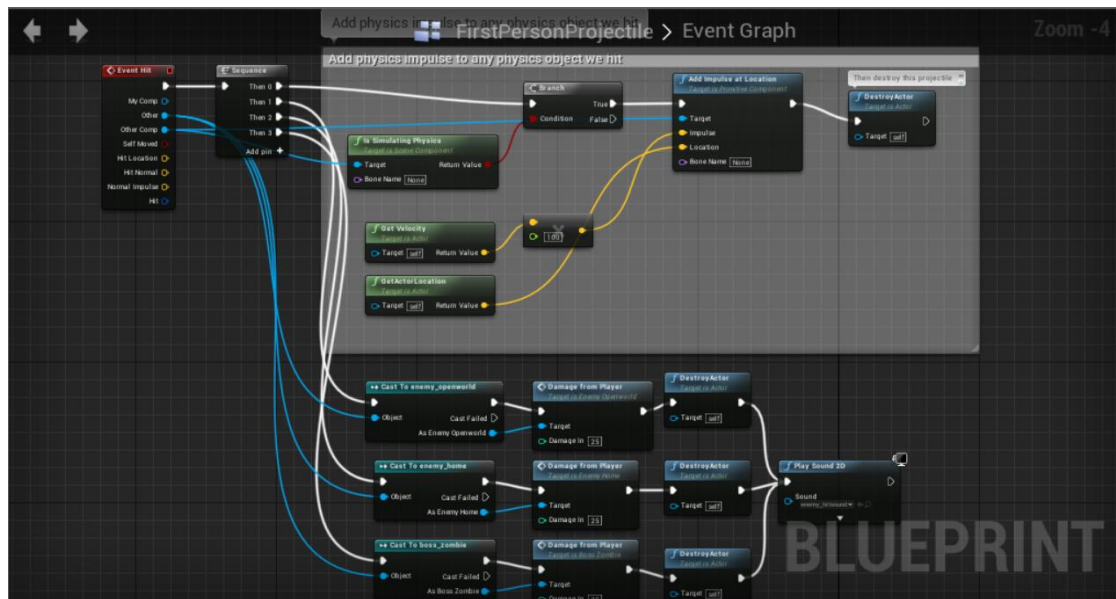 Add physics impulse to any physics object we hit
FirstPersonProjectile > Event Graph
Zoom -4
Add physics impulse to any physics object we hit
Event Hit
My Comp
Other
Other Comp
Self Moved
Hit Location
Hit Normal
Normal Impulse
Hit
Sequence
Then 0
Then 1
Then 2
Then 3
Add pin +
Branch
True
Condition
False
Is Simulating Physics
Target is Scene Component
Target
Return Value
Bone Name None
Add Impulse at Location
Target is Primitive Component
Target
Impulse
Location
Bone Name None
Then destroy this projectile
DestroyActor
Target is Actor
Target self
Get Velocity
Target is Actor
Target self
Return Value
100
GetActorLocation
Target is Actor
Target self
Return Value
Cast To enemy_openworld
Object
Cast Failed
As Enemy Openworld
Damage from Player
Target is Enemy Openworld
Target
Damage In 25
DestroyActor
Target is Actor
Target self
Cast To enemy_home
Object
Cast Failed
As Enemy Home
Damage from Player
Target is Enemy Home
Target
Damage In 25
DestroyActor
Target is Actor
Target self
Play Sound 2D
Sound
enemy_hitsound
Cast To boss_zombie
Object
Cast Failed
As Boss Zombie
Damage from Player
Target is Boss Zombie
Target
Damage In 25
DestroyActor
Target is Actor
Target self
BLUEPRINT